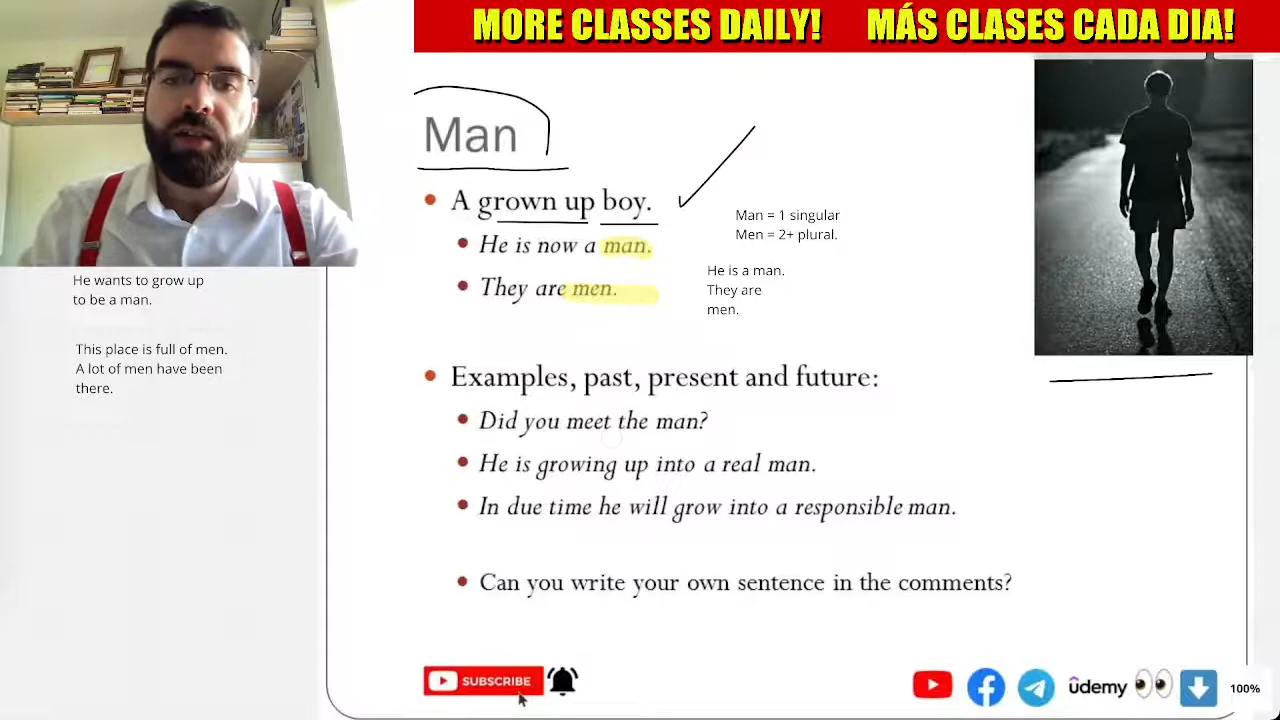 MORE CLASSES DAILY! MÁS CLASES CADA DIA!
Man
A grown up boy.
He is now a man.
They are men.
Man = 1 singular
Men = 2+ plural.
He is a man.
They are
men.
He wants to grow up
to be a man.
This place is full of men.
A lot of men have been
there.
Examples, past, present and future:
Did you meet the man?
He is growing up into a real man.
In due time he will grow into a responsible man.
Can you write your own sentence in the comments?
SUBSCRIBE
ûdemy
100%